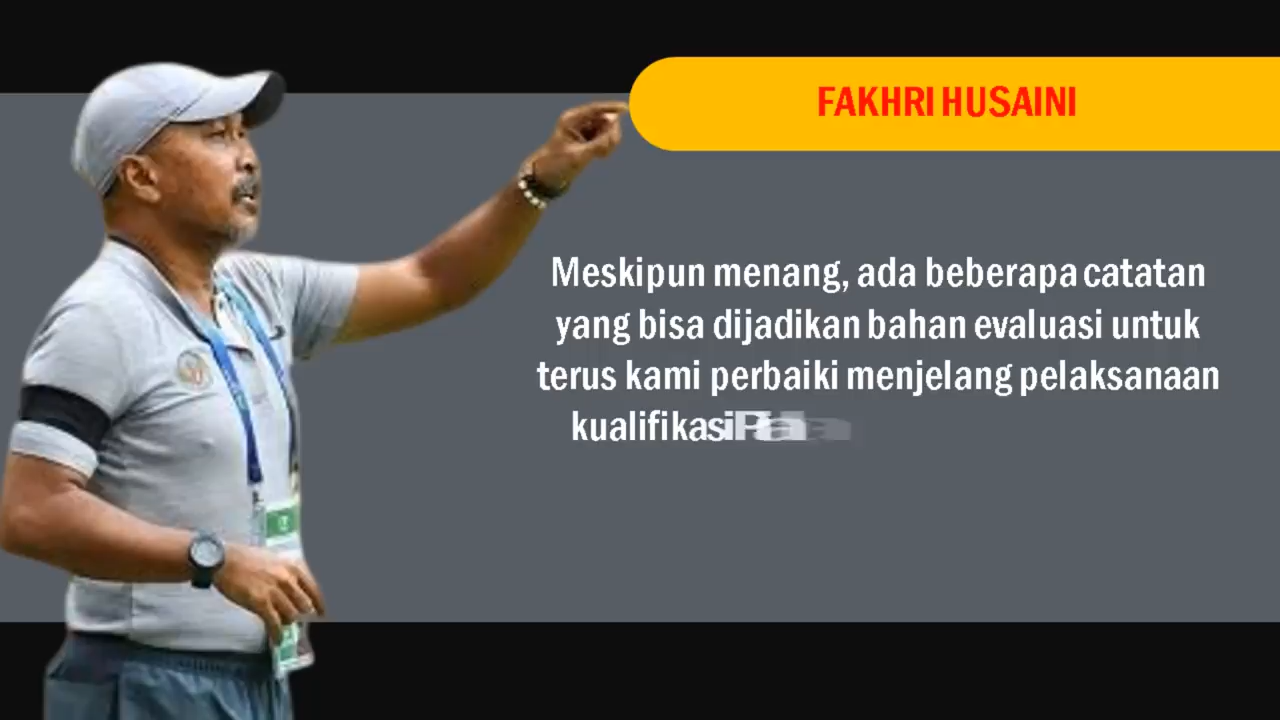 FAKHRI HUSAINI
Meskipun menang, ada beberapa catatan
yang bisa dijadikan bahan evaluasi untuk
terus kami perbaiki menjelang pelaksanaan
kualifikasi